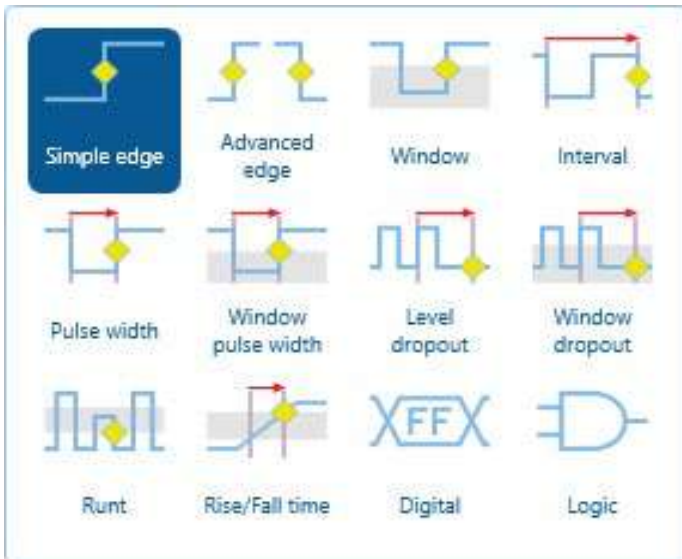 Simple edge
Advanced
edge
Window
Interval
Pulse width
Window
pulse width
Level
dropout
Window
dropout
FF
Runt
Rise/Fall time
Digital
Logic